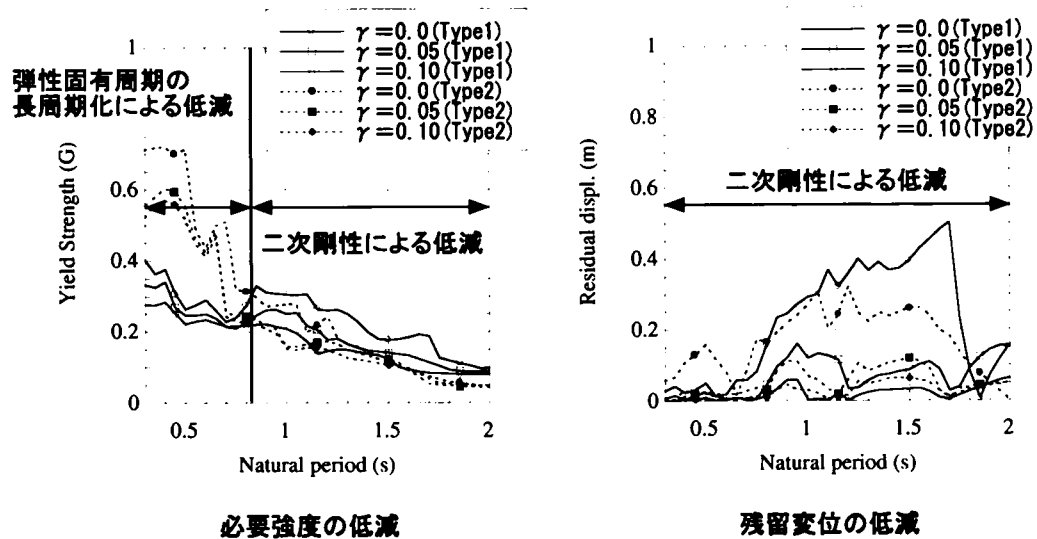 γ=0.0(Type1)
γ=0.05(Type1)
γ=0.10(Type1)
γ=0.0(Type2)
γ=0.05(Type2)
γ=0.10(Type2)
弾性固有周期の
長周期化による低減
二次剛性による低減
Yield Strength (G)
1
0.6
0.4
0.2
0
0.5
1
1.5
2
Natural period (s)
必要強度の低減
γ=0.0(Type1)
γ=0.05(Type1)
γ=0.10(Type1)
γ=0.0(Type2)
γ=0.05(Type2)
γ=0.10(Type2)
二次剛性による低減
Residual displ. (m)
1
0.8
0.6
0.4
0.2
0
0.5
1
1.5
2
Natural period (s)
残留変位の低減